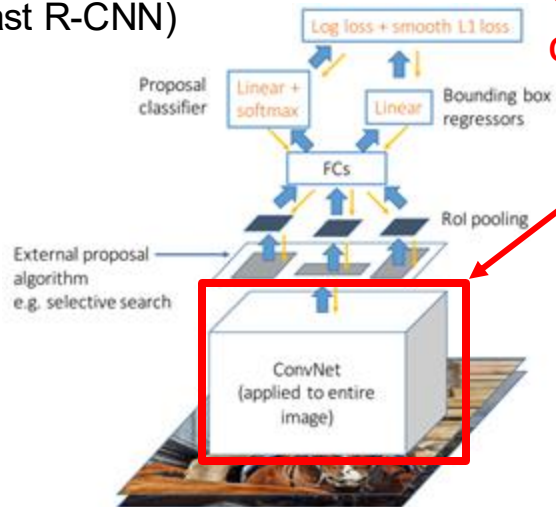 ast R-CNN)
Log loss + smooth L1 loss
Proposal
classifier
Linear +
softmax
Linear
Bounding box
regressors
FCs
RoI pooling
External proposal
algorithm
e.g. selective search
ConvNet
(applied to entire
image)